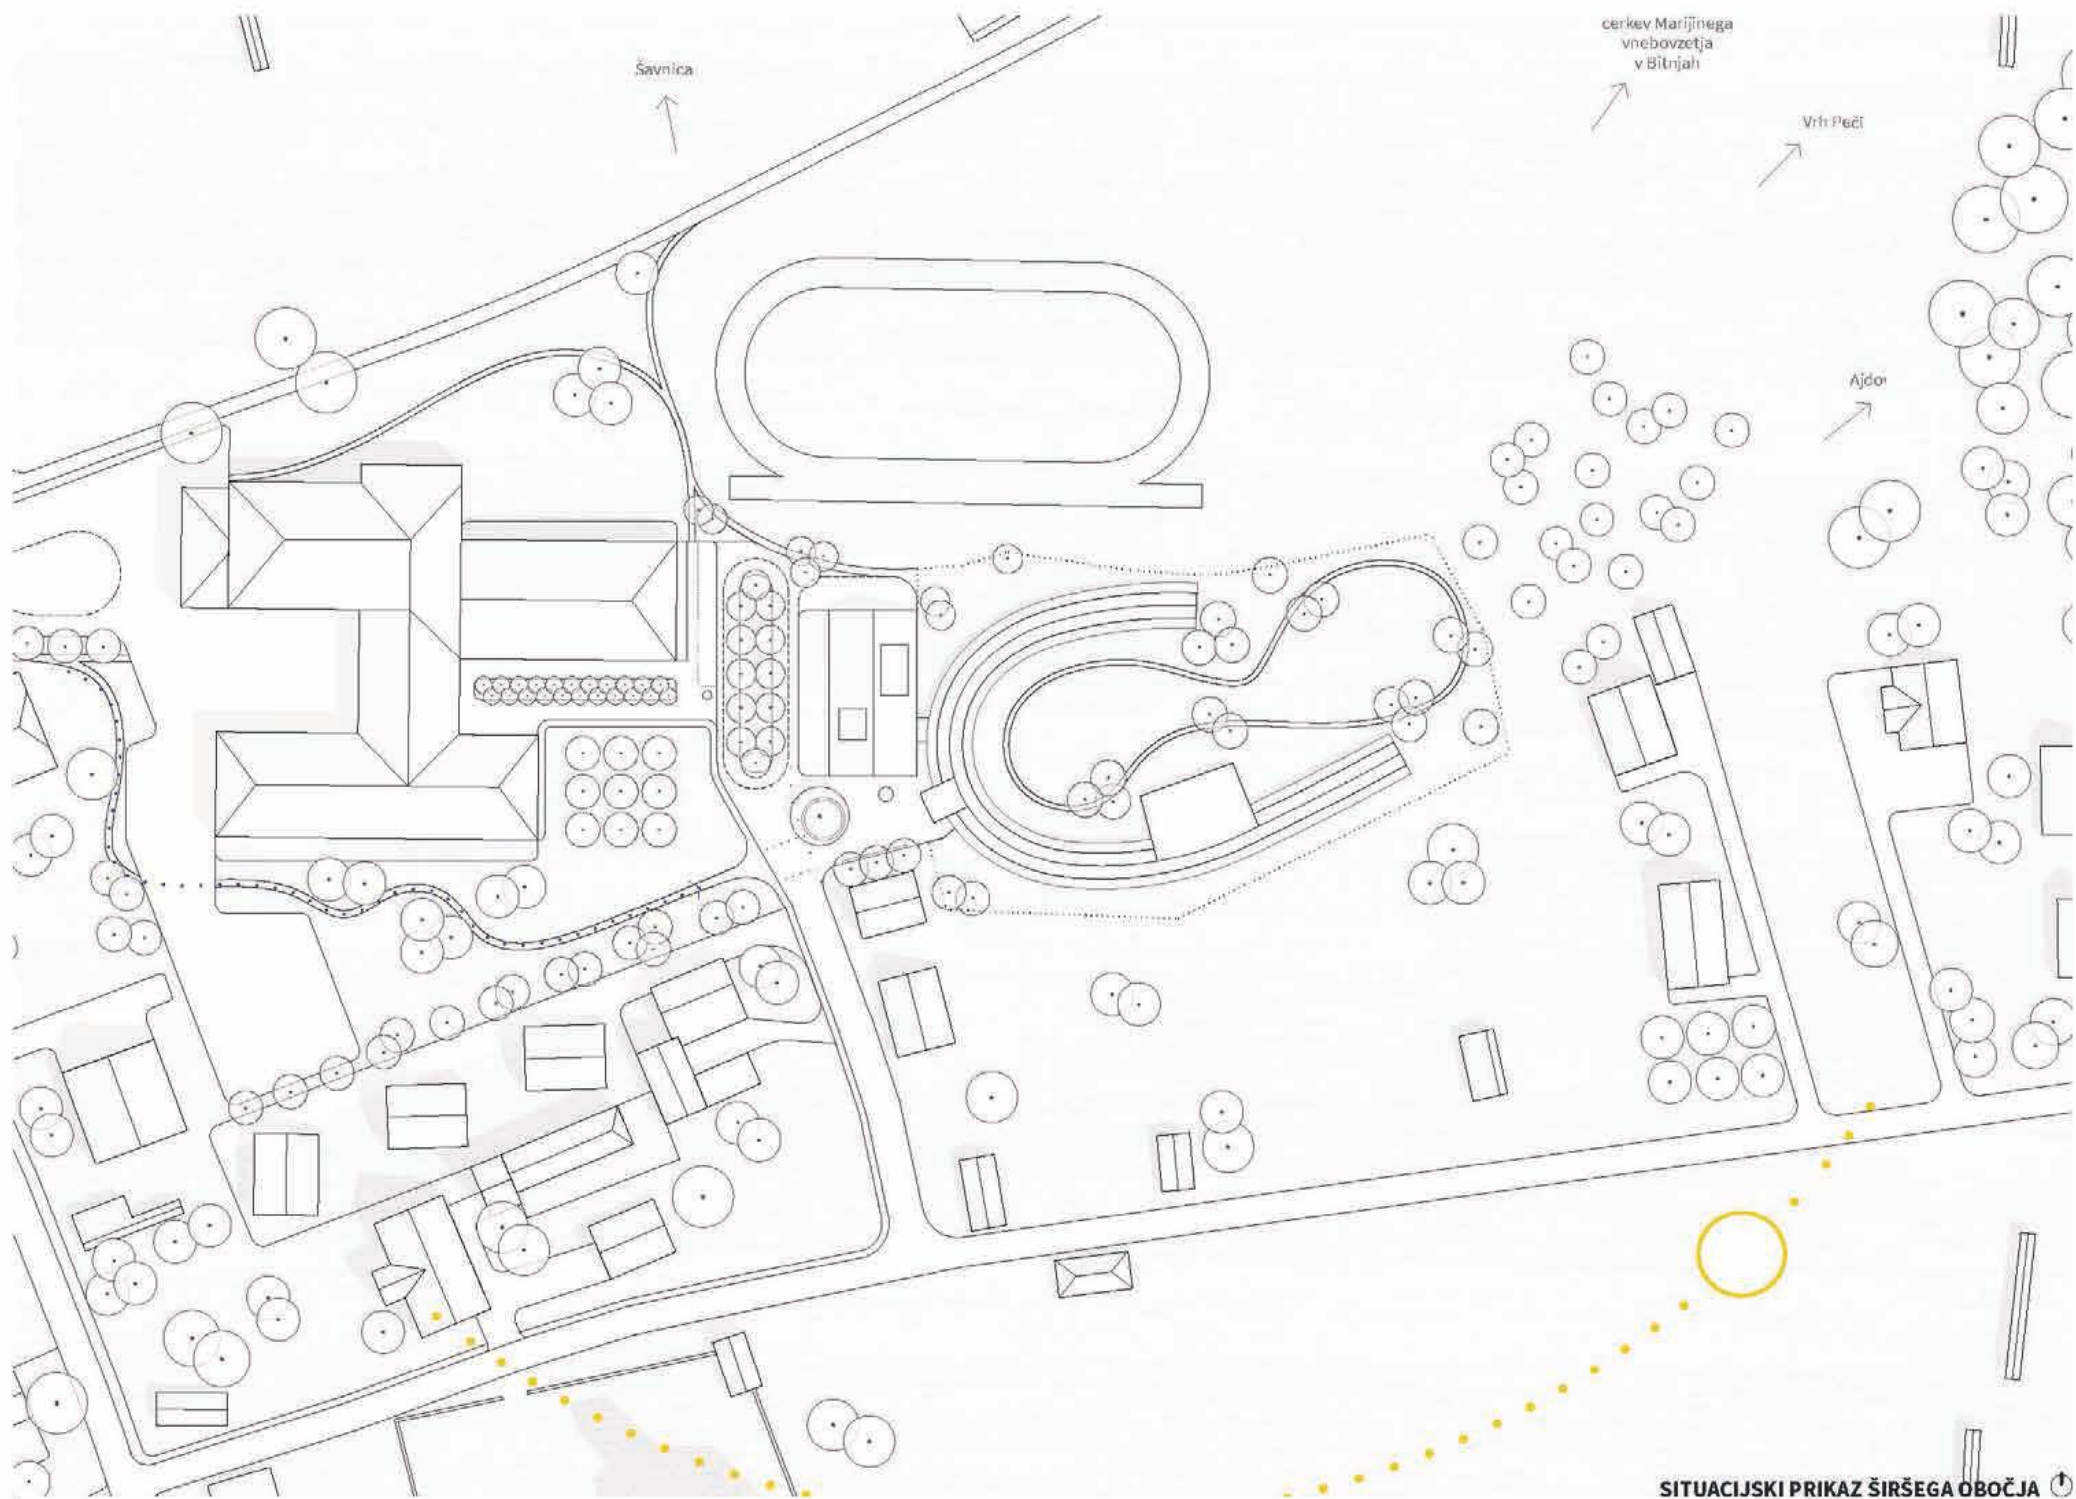 cerkev Marijinega
vnebovzetja
v Bitnjah
Šavnica
Vrh Peči
SITUACIJSKI PRIKAZ ŠIRŠEGA OBOČJA